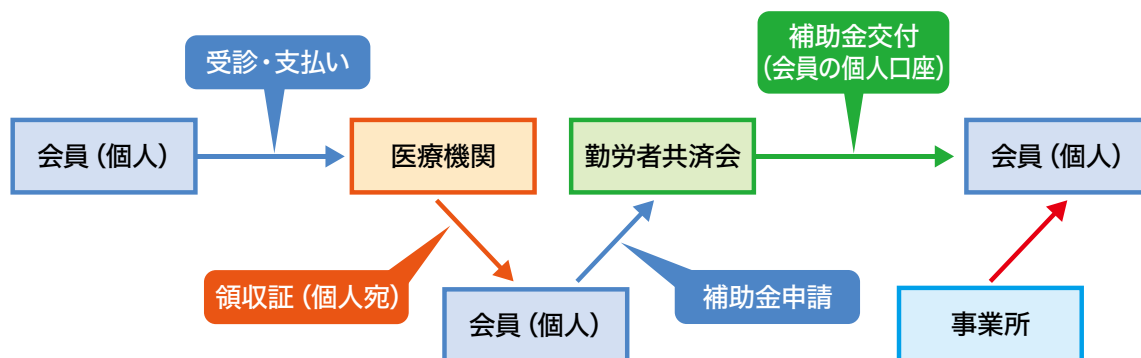 受診・支払い
補助金交付
(会員の個人口座)
会員(個人)
医療機関
勤労者共済会
会員(個人)
領収証(個人宛)
会員(個人)
補助金申請
事業所